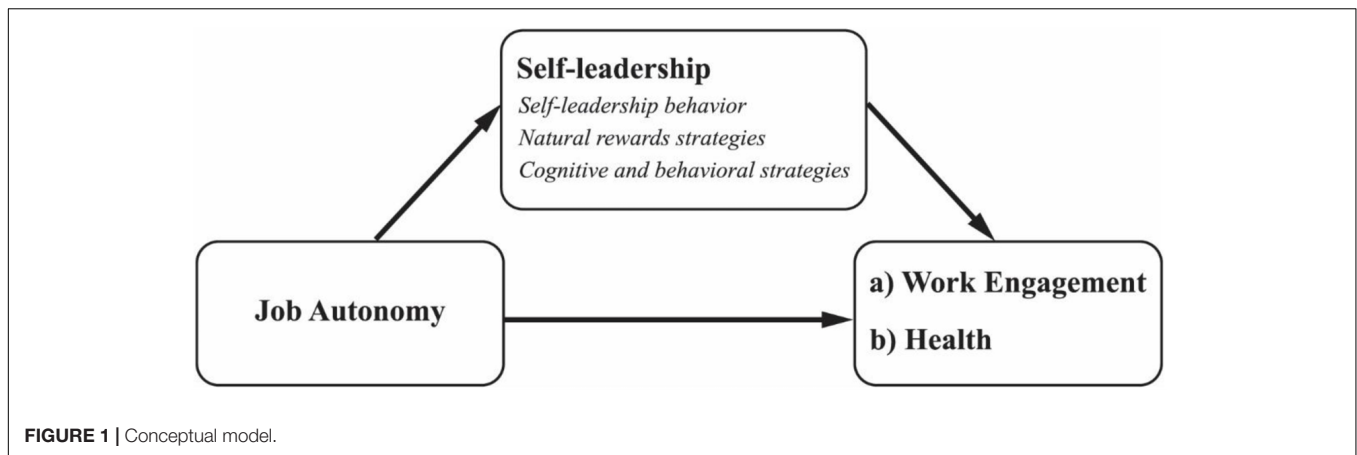 Self-leadership
Self-leadership behavior
Natural rewards strategies
Cognitive and behavioral strategies
Job Autonomy
a) Work Engagement
b) Health
FIGURE 1 | Conceptual model.